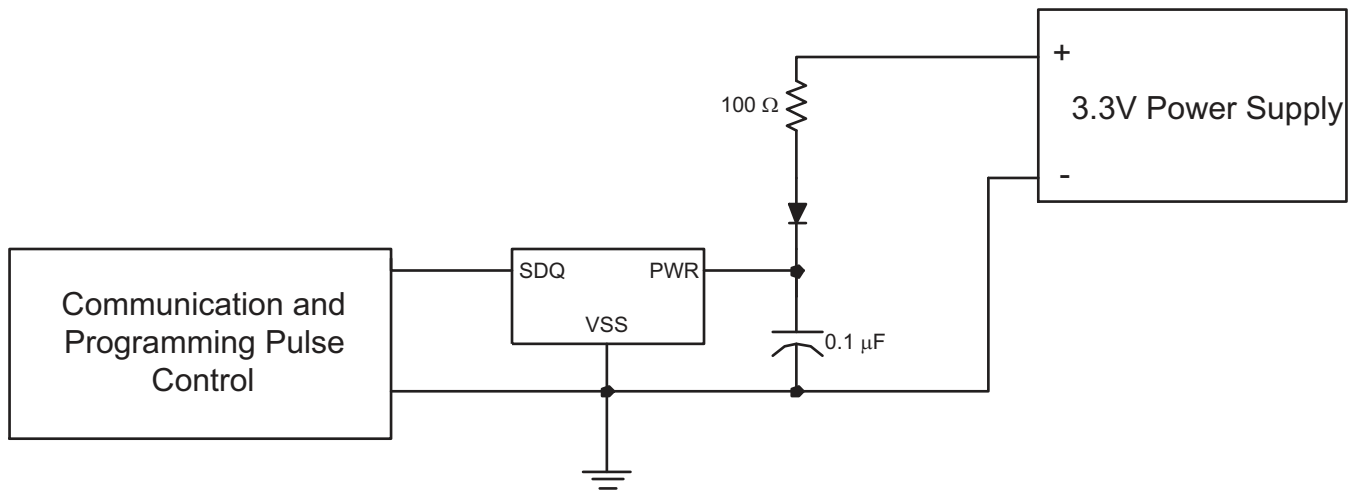 +
3.3V Power Supply
-
100 Ω
SDQ
PWR
VSS
0.1 μF
Communication and
Programming Pulse
Control